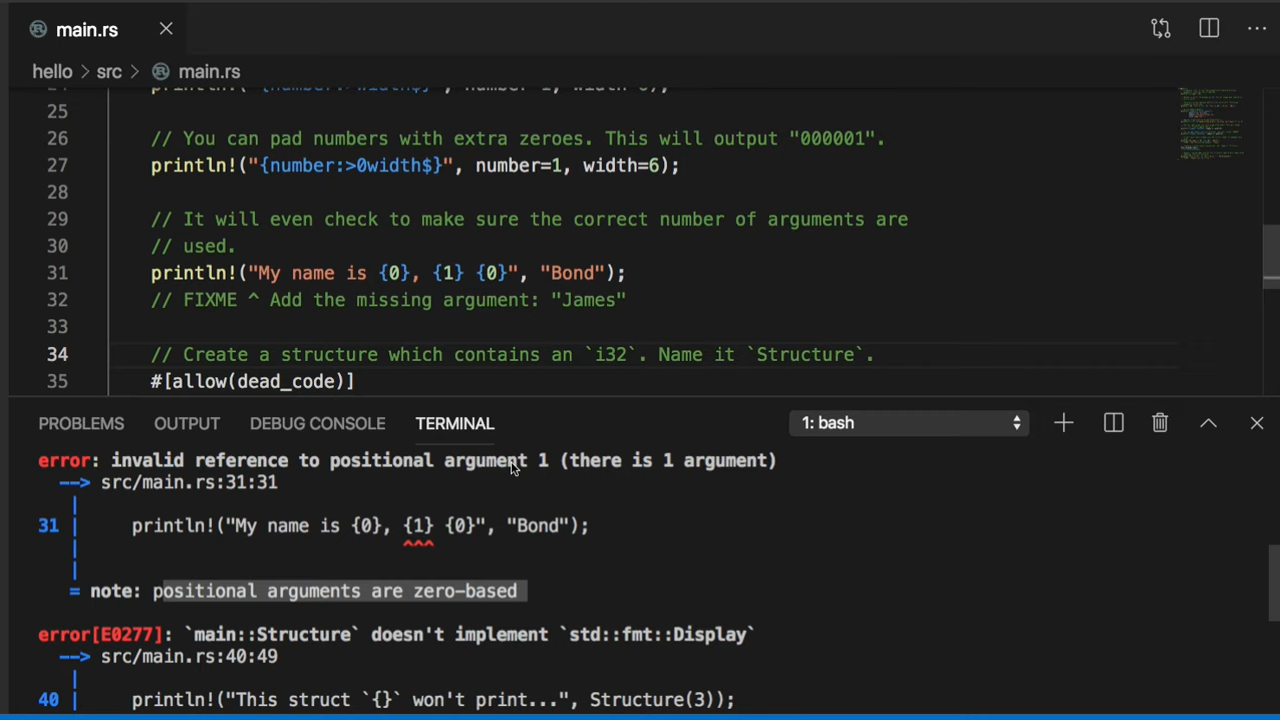 main.rs
hello > src > main.rs
25
26 // You can pad numbers with extra zeroes. This will output "000001".
27 println!("{number:>0width$}", number=1, width=6);
28
29 // It will even check to make sure the correct number of arguments are
30 // used.
31 println!("My name is {0}, {1} {0}", "Bond");
32 // FIXME ^ Add the missing argument: "James"
33
34 // Create a structure which contains an `i32`. Name it `Structure`.
35 #[allow(dead_code)]
PROBLEMS OUTPUT DEBUG CONSOLE TERMINAL 1: bash
error: invalid reference to positional argument 1 (there is 1 argument)
--> src/main.rs:31:31
|
31 | println!("My name is {0}, {1} {0}", "Bond");
| ^^^
|
= note: positional arguments are zero-based
error[E0277]: `main::Structure` doesn't implement `std::fmt::Display`
--> src/main.rs:40:49
|
40 | println!("This struct `{}` won't print...", Structure(3));